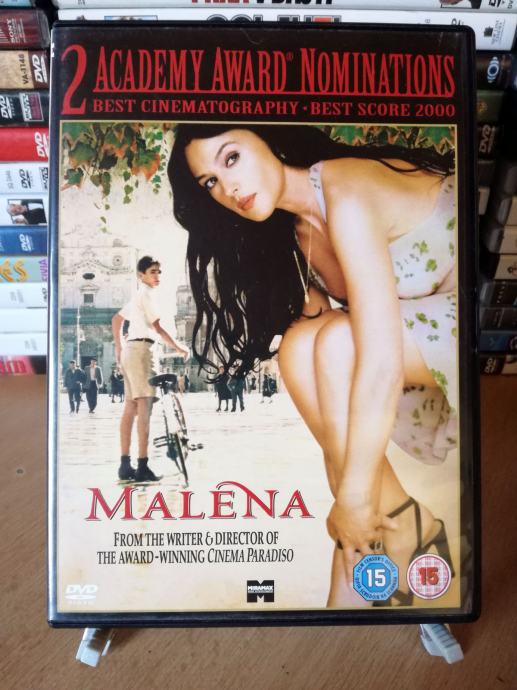 2 ACADEMY AWARD® NOMINATIONS
BEST CINEMATOGRAPHY • BEST SCORE 2000
MALENA
FROM THE WRITER & DIRECTOR OF
THE AWARD-WINNING CINEMA PARADISO
DVD
VIDEO
MIRAMAX
15
15